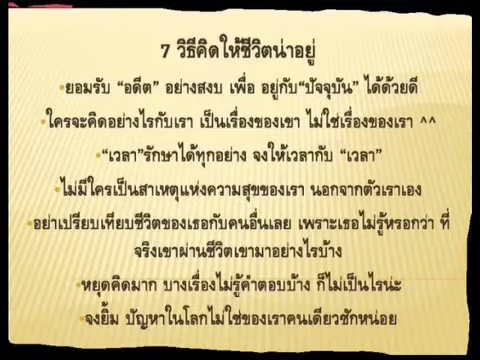 7 วิธีคิดให้ชีวิตน่าอยู่
•ยอมรับ “อดีต” อย่างสงบ เพื่อ อยู่กับ“ปัจจุบัน” ได้ด้วยดี
•ใครจะคิดอย่างไรกับเรา เป็นเรื่องของเขา ไม่ใช่เรื่องของเรา ^^
•“เวลา”รักษาได้ทุกอย่าง จงให้เวลากับ “เวลา”
•ไม่มีใครเป็นสาเหตุแห่งความสุขของเรา นอกจากตัวเราเอง
•อย่าเปรียบเทียบชีวิตของเธอกับคนอื่นเลย เพราะเธอไม่รู้หรอกว่า ที่
จริงเขาผ่านชีวิตเขามาอย่างไรบ้าง
•หยุดคิดมาก บางเรื่องไม่รู้คำตอบบ้าง ก็ไม่เป็นไรน่ะ
•จงยิ้ม ปัญหาในโลกไม่ใช่ของเราคนเดียวซักหน่อย